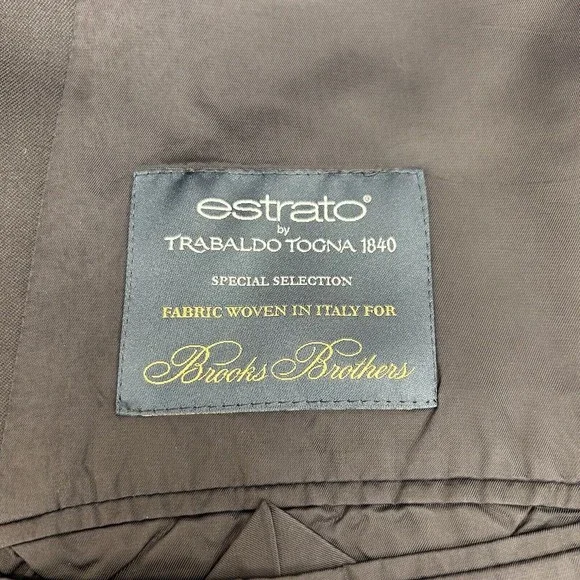 estrato®
by
TRABALDO TOGNA 1840
SPECIAL SELECTION
FABRIC WOVEN IN ITALY FOR
Brooks Brothers